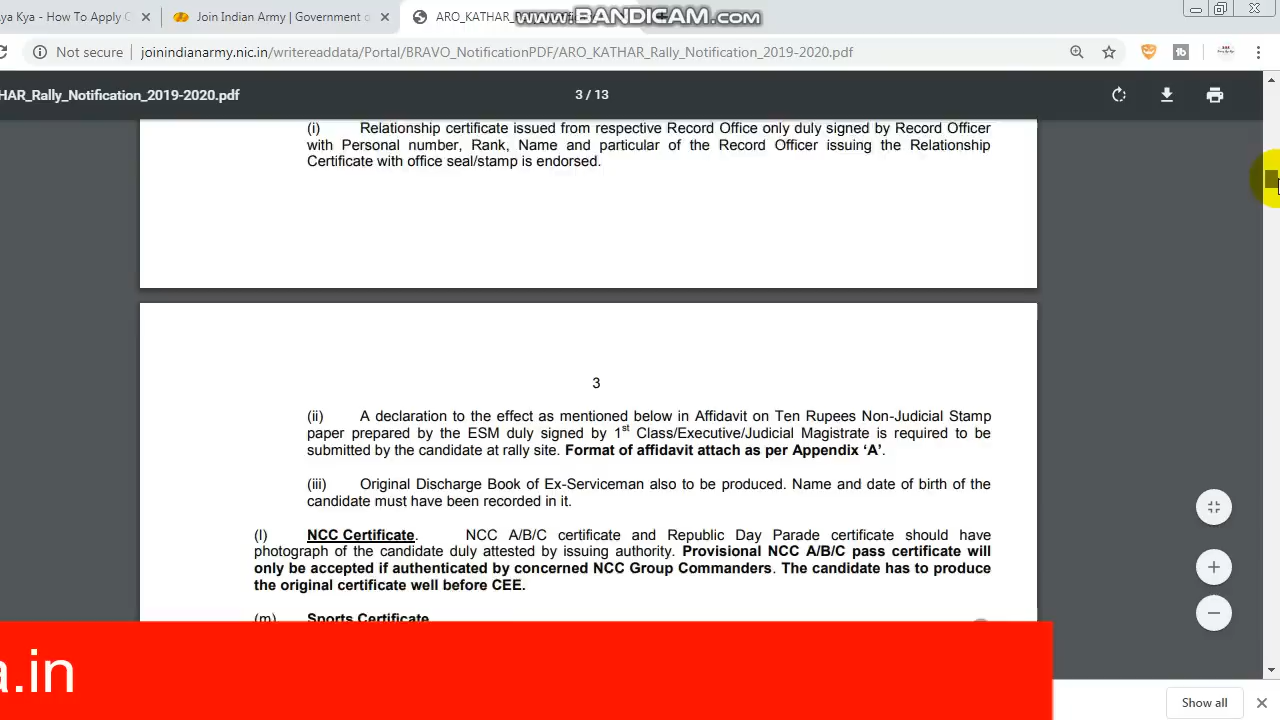 ya Kya - How To Apply C
Join Indian Army | Government o
ARO_KATHAR_
www.BANDICAM.com
Not secure
joinindianarmy.nic.in/writereaddata/Portal/BRAVO_NotificationPDF/ARO_KATHAR_Rally_Notification_2019-2020.pdf
HAR_Rally_Notification_2019-2020.pdf
3 / 13
(i) Relationship certificate issued from respective Record Office only duly signed by Record Officer
with Personal number, Rank, Name and particular of the Record Officer issuing the Relationship
Certificate with office seal/stamp is endorsed.
3
(ii) A declaration to the effect as mentioned below in Affidavit on Ten Rupees Non-Judicial Stamp
paper prepared by the ESM duly signed by 1st Class/Executive/Judicial Magistrate is required to be
submitted by the candidate at rally site. Format of affidavit attach as per Appendix ‘A’.
(iii) Original Discharge Book of Ex-Serviceman also to be produced. Name and date of birth of the
candidate must have been recorded in it.
(l) NCC Certificate. NCC A/B/C certificate and Republic Day Parade certificate should have
photograph of the candidate duly attested by issuing authority. Provisional NCC A/B/C pass certificate will
only be accepted if authenticated by concerned NCC Group Commanders. The candidate has to produce
the original certificate well before CEE.
(m) Sports Certificate
a.in
Show all